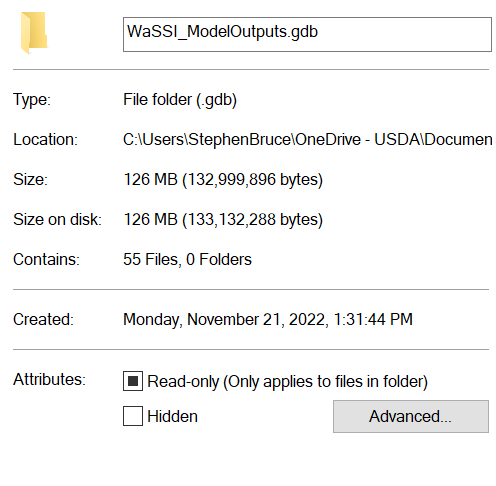 WaSSI_ModelOutputs.gdb
Type: File folder (.gdb)
Location: C:\Users\StephenBruce\OneDrive - USDA\Documen
Size: 126 MB (132,999,896 bytes)
Size on disk: 126 MB (133,132,288 bytes)
Contains: 55 Files, 0 Folders
Created: Monday, November 21, 2022, 1:31:44 PM
Attributes: Read-only (Only applies to files in folder)
Hidden Advanced...